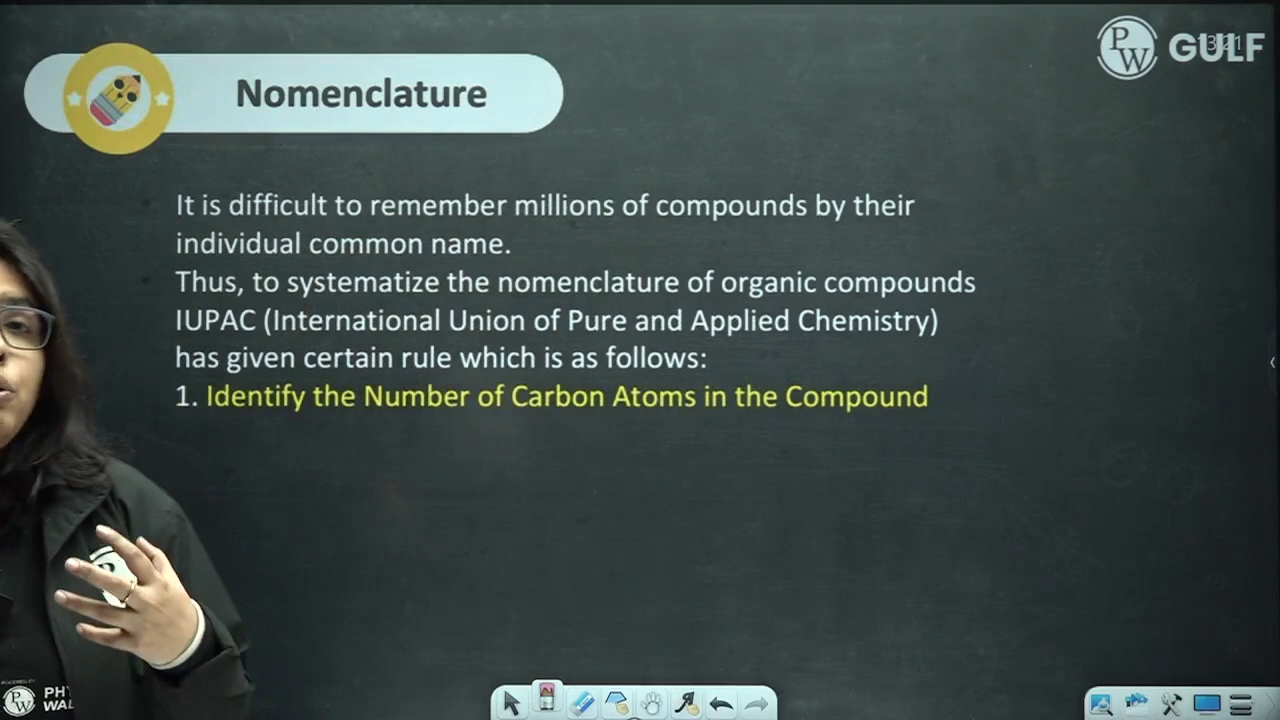 PW GULF
Nomenclature
It is difficult to remember millions of compounds by their
individual common name.
Thus, to systematize the nomenclature of organic compounds
IUPAC (International Union of Pure and Applied Chemistry)
has given certain rule which is as follows:
1. Identify the Number of Carbon Atoms in the Compound
PW